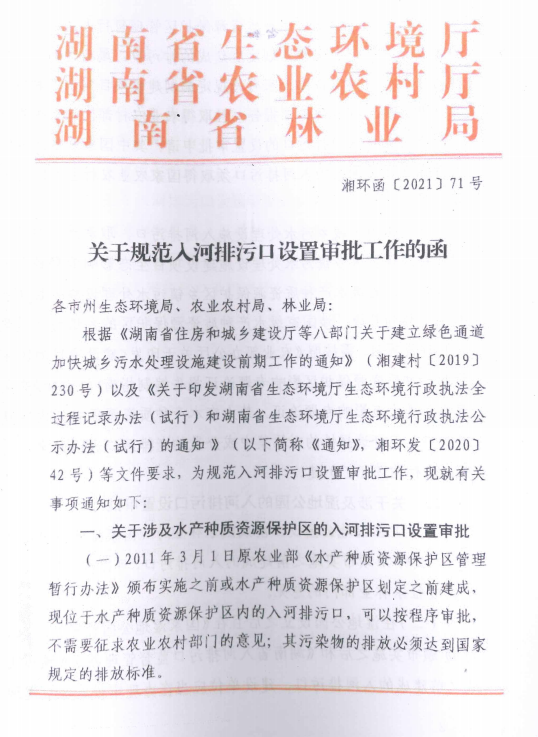 湖南省生态环境厅
湖南省农业农村厅
湖南省林业局
湘环函〔2021〕71号
关于规范入河排污口设置审批工作的函
各市州生态环境局、农业农村局、林业局：
根据《湖南省住房和城乡建设厅等八部门关于建立绿色通道
加快城乡污水处理设施建设前期工作的通知》（湘建村〔2019〕
230号）以及《关于印发湖南省生态环境厅生态环境行政执法全
过程记录办法（试行）和湖南省生态环境厅生态环境行政执法公
示办法（试行）的通知》（以下简称《通知》，湘环发〔2020〕
42号）等文件要求，为规范入河排污口设置审批工作，现就有关
事项通知如下：
一、关于涉及水产种质资源保护区的入河排污口设置审批
（一）2011年3月1日原农业部《水产种质资源保护区管理
暂行办法》颁布实施之前或水产种质资源保护区划定之前建成，
现位于水产种质资源保护区内的入河排污口，可以按程序审批，
不需要征求农业农村部门的意见；其污染物的排放必须达到国家
规定的排放标准。